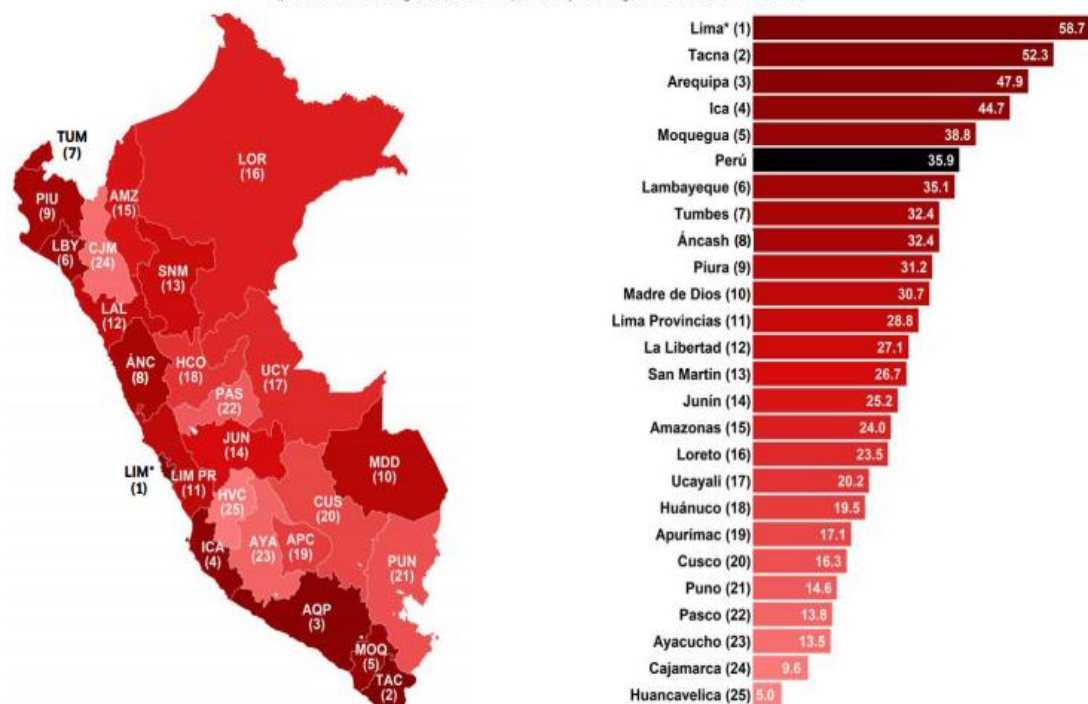 TUM
(7)
LOR
(16)
PIU
(9)
AMZ
(15)
LBY
(6)
CJM
(24)
SNM
(13)
LAL
(12)
ÁNC
(8)
HCO
(18)
UCY
(17)
PAS
(22)
JUN
(14)
MDD
(10)
LIM*
(1)
LIM PR
(11)
HVC
(25)
CUS
(20)
ICA
(4)
AYA
(23)
APC
(19)
PUN
(21)
AQP
(3)
MOQ
(5)
TAC
(2)
Lima* (1) 58.7
Tacna (2) 52.3
Arequipa (3) 47.9
Ica (4) 44.7
Moquegua (5) 38.8
Perú 35.9
Lambayeque (6) 35.1
Tumbes (7) 32.4
Áncash (8) 32.4
Piura (9) 31.2
Madre de Dios (10) 30.7
Lima Provincias (11) 28.8
La Libertad (12) 27.1
San Martín (13) 26.7
Junín (14) 25.2
Amazonas (15) 24.0
Loreto (16) 23.5
Ucayali (17) 20.2
Huánuco (18) 19.5
Apurímac (19) 17.1
Cusco (20) 16.3
Puno (21) 14.6
Pasco (22) 13.8
Ayacucho (23) 13.5
Cajamarca (24) 9.6
Huancavelica (25) 5.0